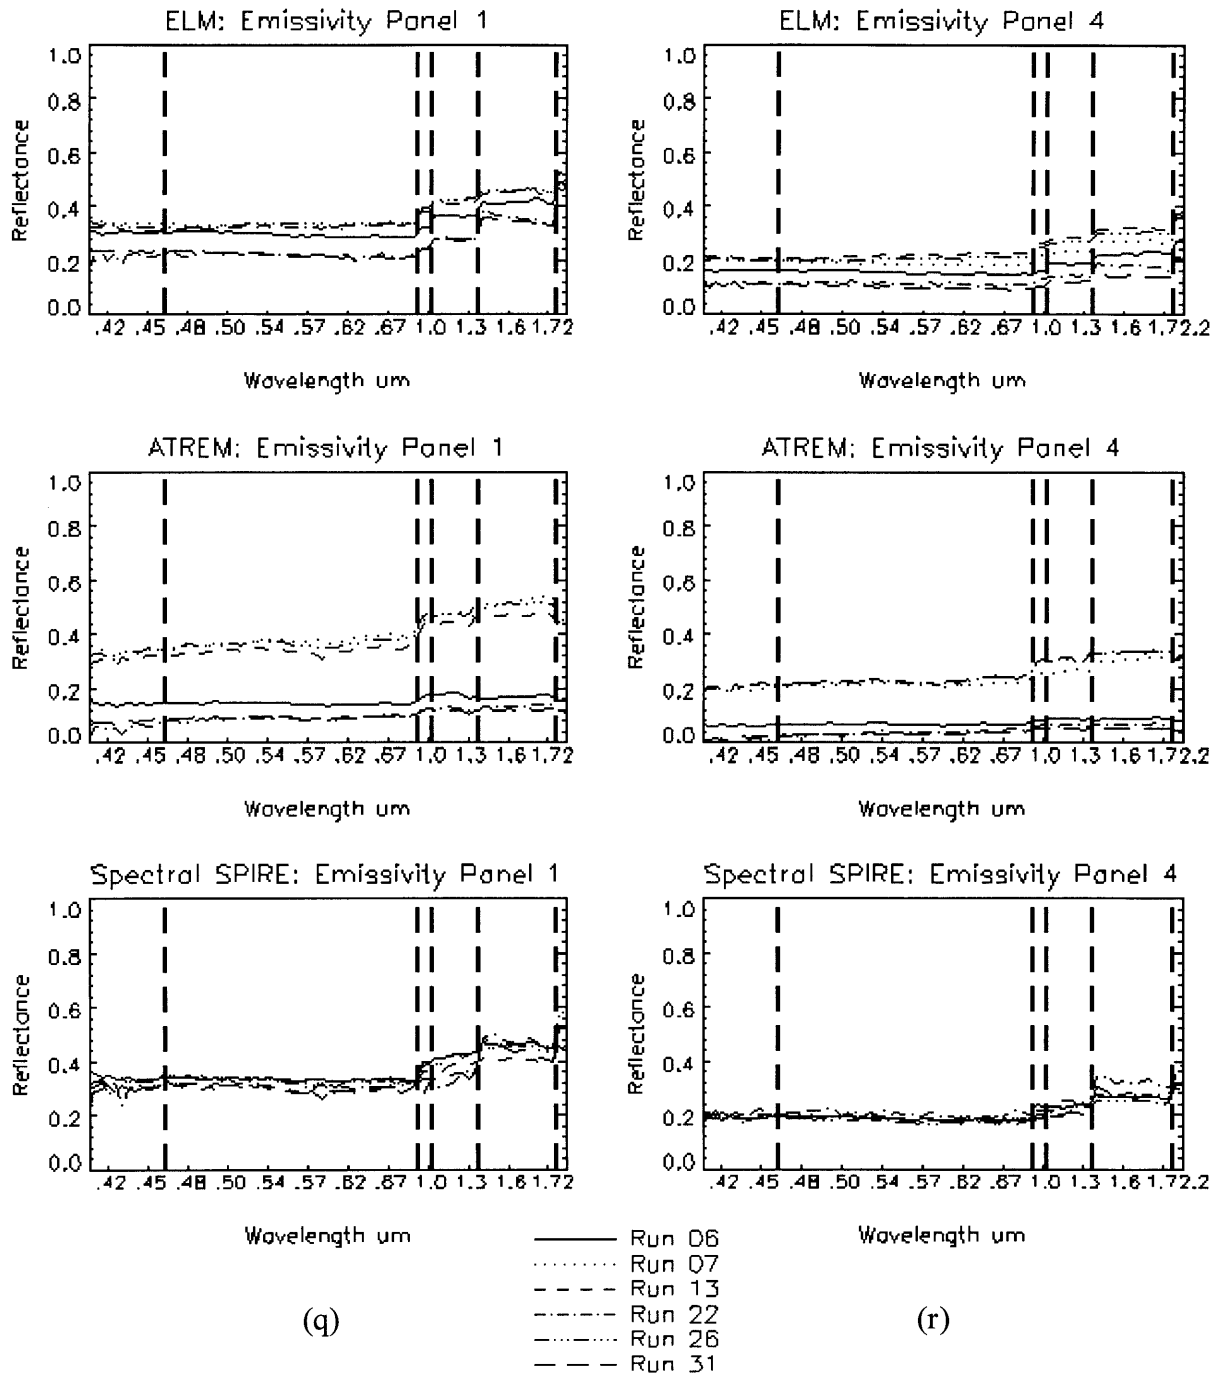 ELM: Emissivity Panel 1
1.0
0.8
0.6
0.4
0.2
0.0
Reflectance
.42 .45 .48 .50 .54 .57 .62 .67 1.0 1.3 1.6 1.72
Wavelength um
ELM: Emissivity Panel 4
1.0
0.8
0.6
0.4
0.2
0.0
Reflectance
.42 .45 .48 .50 .54 .57 .62 .67 1.0 1.3 1.6 1.72.2
Wavelength um
ATREM: Emissivity Panel 1
1.0
0.8
0.6
0.4
0.2
0.0
Reflectance
.42 .45 .48 .50 .54 .57 .62 .67 1.0 1.3 1.6 1.72
Wavelength um
ATREM: Emissivity Panel 4
1.0
0.8
0.6
0.4
0.2
0.0
Reflectance
.42 .45 .48 .50 .54 .57 .62 .67 1.0 1.3 1.6 1.72.2
Wavelength um
Spectral SPIRE: Emissivity Panel 1
1.0
0.8
0.6
0.4
0.2
0.0
Reflectance
.42 .45 .48 .50 .54 .57 .62 .67 1.0 1.3 1.6 1.72
Wavelength um
Spectral SPIRE: Emissivity Panel 4
1.0
0.8
0.6
0.4
0.2
0.0
Reflectance
.42 .45 .48 .50 .54 .57 .62 .67 1.0 1.3 1.6 1.72.2
Wavelength um
Run 06
Run 07
Run 13
Run 22
Run 26
Run 31
(q)
(r)